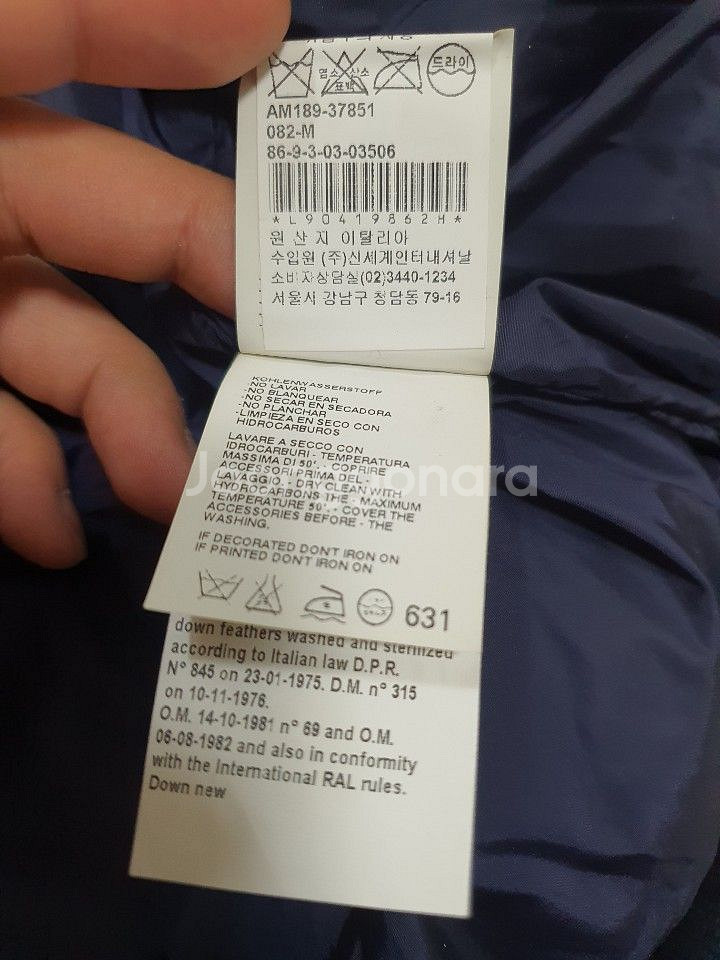 염소 산소
표백
드라이
AM189-37851
082-M
86-9-3-03-03506
*L90419862H*
원 산 지 이탈리아
수입원 (주)신세계인터내셔날
소비자상담실(02)3440-1234
서울시 강남구 청담동 79-16
KOHLENWASSERSTOFF
-NO LAVAR
-NO BLANQUEAR
-NO SECAR EN SECADORA
-NO PLANCHAR
-LIMPIEZA EN SECO CON
HIDROCARBUROS
LAVARE A SECCO CON
IDROCARBURI - TEMPERATURA
MASSIMA DI 50°. - COPRIRE
ACCESSORI PRIMA DEL
LAVAGGIO. - DRY CLEAN WITH
HYDROCARBONS THE - MAXIMUM
TEMPERATURE 50°. - COVER THE
ACCESSORIES BEFORE - THE
WASHING.
IF DECORATED DON'T IRON ON
IF PRINTED DON'T IRON ON
631
down feathers washed and sterilized
according to Italian law D.P.R.
N° 845 on 23-01-1975. D.M. n° 315
on 10-11-1976.
O.M. 14-10-1981 n° 69 and O.M.
06-08-1982 and also in conformity
with the International RAL rules.
Down new